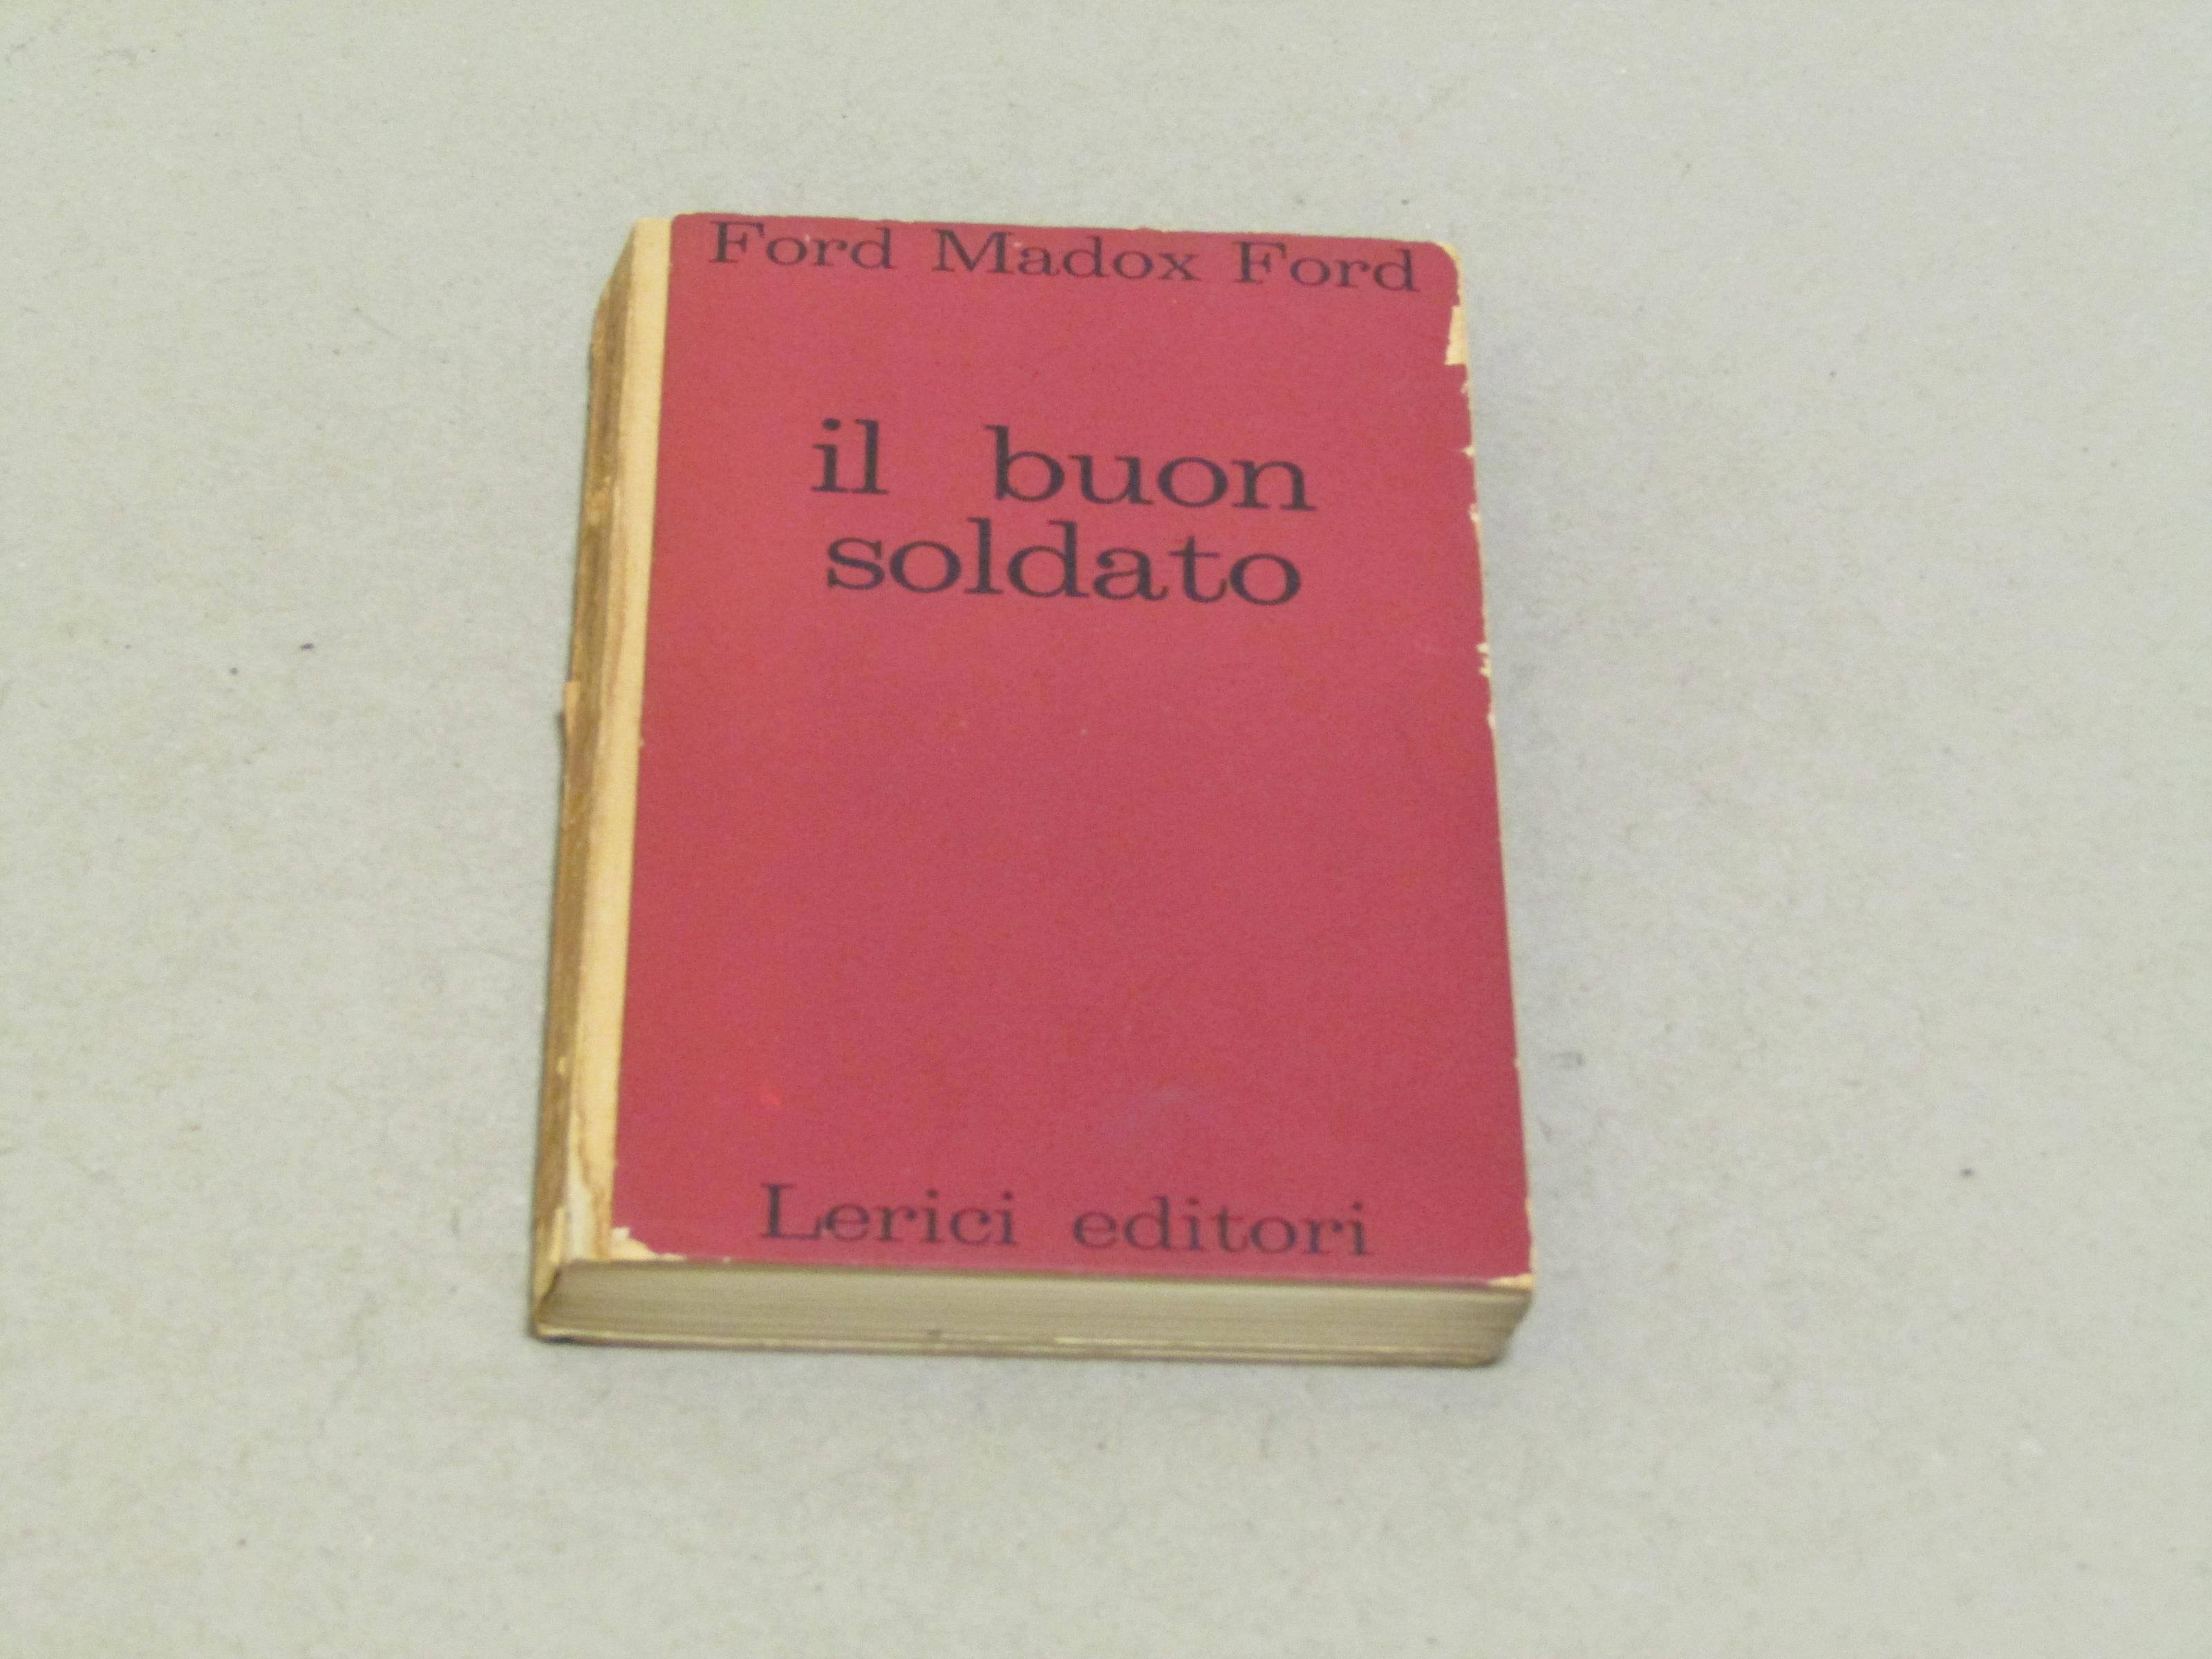 Ford Madox Ford
il buon
soldato
Lerici editori